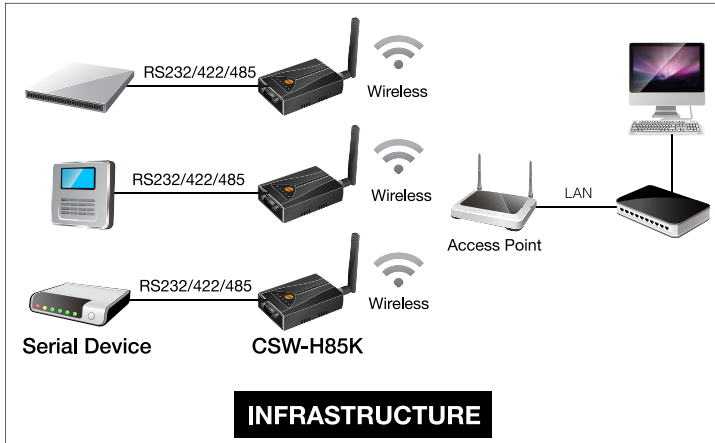 RS232/422/485
Wireless
RS232/422/485
Wireless
LAN
Access Point
RS232/422/485
Wireless
Serial Device
CSW-H85K
INFRASTRUCTURE